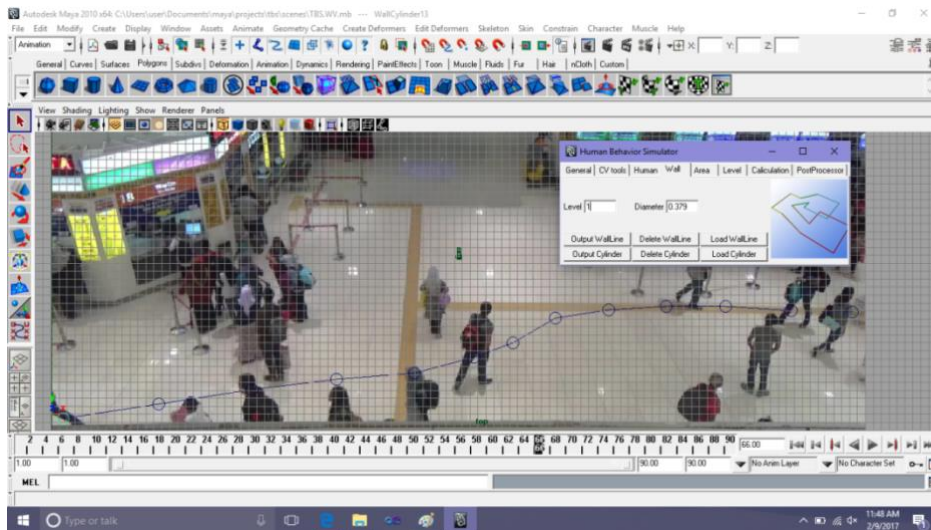 Autodesk Maya 2010 x64: C:\Users\user\Documents\maya\projects\tbs\scenes\TBS.WV.mb --- WallCylinder13
File Edit Modify Create Display Window Assets Animate Geometry Cache Create Deformers Edit Deformers Skeleton Skin Constrain Character Muscle Help
Animation X: Y: Z:
General Curves Surfaces Polygons Subdivs Deformation Animation Dynamics Rendering PaintEffects Toon Muscle Fluids Fur Hair nCloth Custom
View Shading Lighting Show Renderer Panels
Human Behavior Simulator
General CV tools Human Wall Area Level Calculation PostProcessor
Level 1 Diameter 0.379
Output WallLine Delete WallLine Load WallLine
Output Cylinder Delete Cylinder Load Cylinder
18
top
2 4 6 8 10 12 14 16 18 20 22 24 26 28 30 32 34 36 38 40 42 44 46 48 50 52 54 56 58 60 62 64 66 68 70 72 74 76 78 80 82 84 86 88 90 66.00
66
1.00 1.00 90.00 90.00 No Anim Layer No Character Set
MEL
Type or talk
11:48 AM
2/9/2017